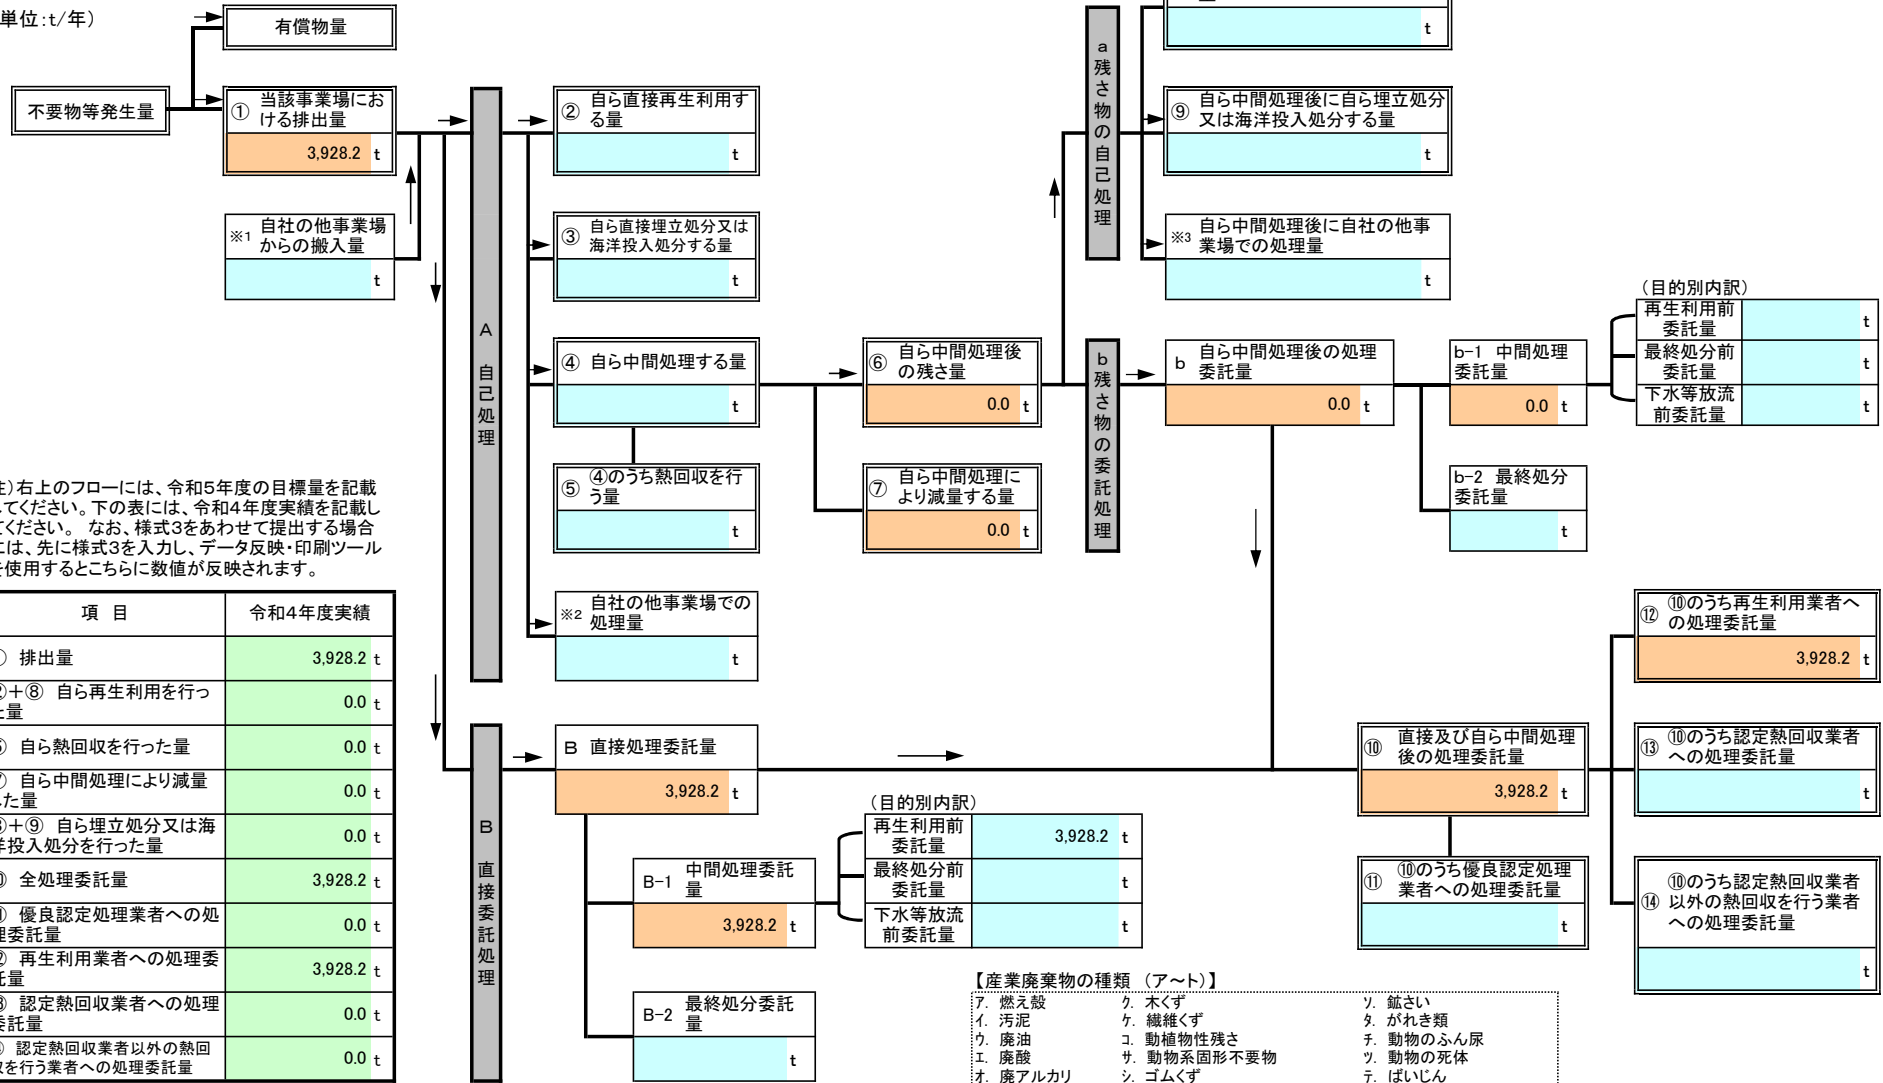 単位:t/年）
有償物量
t
不要物等発生量
① 当該事業場にお
ける排出量
3,928.2 t
※1 自社の他事業場
からの搬入量
t
A 自己処理
② 自ら直接再生利用す
る量
t
③ 自ら直接埋立処分又は
海洋投入処分する量
t
④ 自ら中間処理する量
t
⑤ ④のうち熱回収を行
う量
t
※2 自社の他事業場での
処理量
t
⑥ 自ら中間処理後
の残さ量
0.0 t
⑦ 自ら中間処理に
より減量する量
0.0 t
a 残さ物の自己処理
⑨ 自ら中間処理後に自ら埋立処分
又は海洋投入処分する量
t
※3 自ら中間処理後に自社の他事
業場での処理量
t
b 残さ物の委託処理
b 自ら中間処理後の処理
委託量
0.0 t
b-1 中間処理
委託量
0.0 t
b-2 最終処分
委託量
t
（目的別内訳）
再生利用前
委託量
t
最終処分前
委託量
t
下水等放流
前委託量
t
主）右上のフローには、令和5年度の目標量を記載
してください。下の表には、令和4年度実績を記載し
てください。 なお、様式3をあわせて提出する場合
には、先に様式3を入力し、データ反映・印刷ツール
を使用するとこちらに数値が反映されます。
項 目 令和4年度実績
排出量 3,928.2 t
②+⑧ 自ら再生利用を行っ
た量 0.0 t
自ら熱回収を行った量 0.0 t
自ら中間処理により減量
した量 0.0 t
③+⑨ 自ら埋立処分又は海
洋投入処分を行った量 0.0 t
全処理委託量 3,928.2 t
優良認定処理業者への処
理委託量 0.0 t
再生利用業者への処理委
託量 3,928.2 t
認定熱回収業者への処理
委託量 0.0 t
認定熱回収業者以外の熱回
収を行う業者への処理委託量 0.0 t
B 直接委託処理
B 直接処理委託量
3,928.2 t
B-1 中間処理委託
量
3,928.2 t
B-2 最終処分委託
量
t
（目的別内訳）
再生利用前
委託量
3,928.2 t
最終処分前
委託量
t
下水等放流
前委託量
t
⑩ 直接及び自ら中間処理
後の処理委託量
3,928.2 t
⑪ ⑩のうち優良認定処理
業者への処理委託量
t
⑫ ⑩のうち再生利用業者へ
の処理委託量
3,928.2 t
⑬ ⑩のうち認定熱回収業者
への処理委託量
t
⑭ ⑩のうち認定熱回収業者
以外の熱回収を行う業者
への処理委託量
t
【産業廃棄物の種類 （ア～ト）】
ア. 燃え殻 ク. 木くず ソ. 鉱さい
イ. 汚泥 ケ. 繊維くず タ. がれき類
ウ. 廃油 コ. 動植物性残さ チ. 動物のふん尿
エ. 廃酸 サ. 動物系固形不要物 ツ. 動物の死体
オ. 廃アルカリ シ. ゴムくず テ. ばいじん